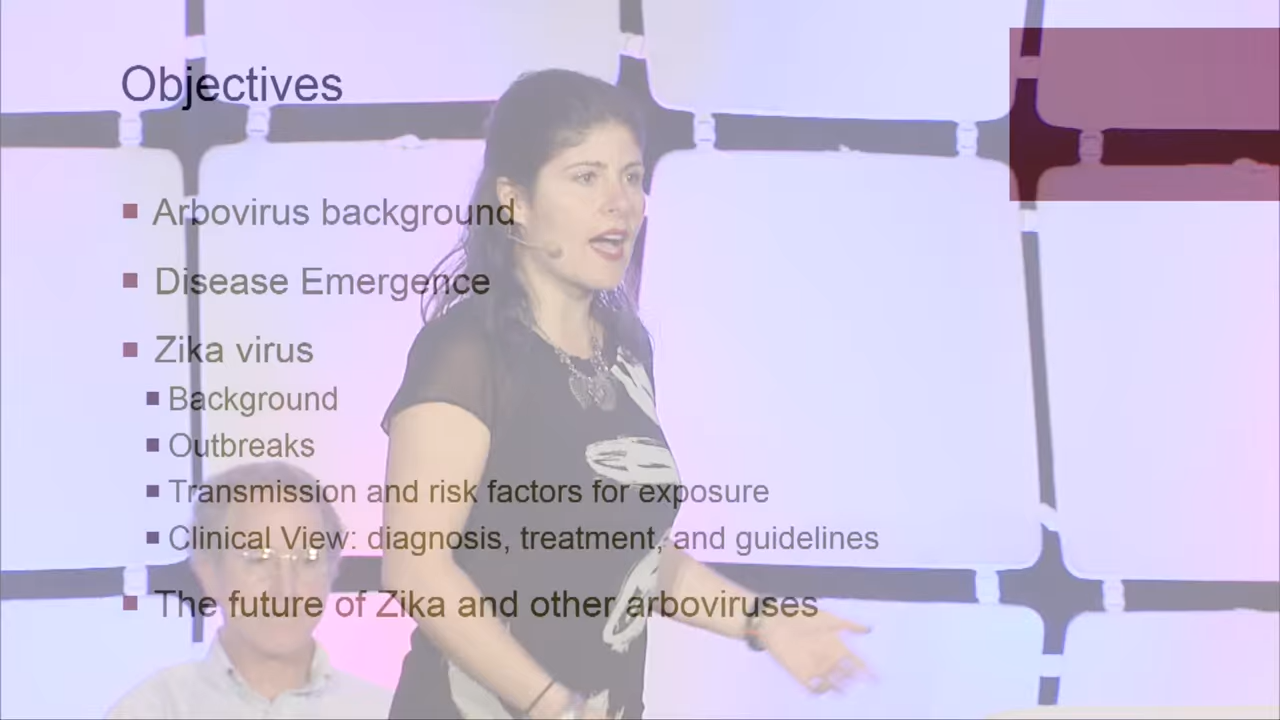 Objectives
Arbovirus background
Disease Emergence
Zika virus
Background
Outbreaks
Transmission and risk factors for exposure
Clinical View: diagnosis, treatment, and guidelines
The future of Zika and other arboviruses